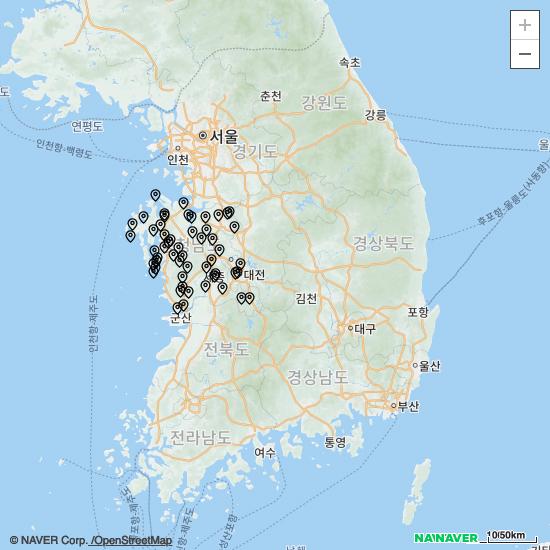 +
−
속초
춘천
강원도
강릉
연평도
서울
인천
경기도
인천항-백령도
후포항-울릉도(사동항)
울
경상북도
대전
김천
포항
대구
군산
전북도
경상남도
울산
부산
인천항-제주도
전라남도
여수
통영
© NAVER Corp. /OpenStreetMap
NAVER
10/50km